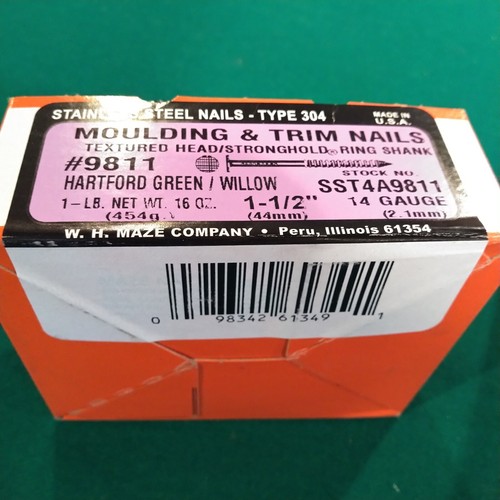 STAINLESS STEEL NAILS - TYPE 304
MADE IN
U.S.A.
MOULDING & TRIM NAILS
TEXTURED HEAD/STRONGHOLD® RING SHANK
#9811
STOCK NO.
HARTFORD GREEN / WILLOW
SST4A9811
1-LB. NET WT. 16 OZ.
(454g.)
1-1/2"
(44mm)
14 GAUGE
(2.1mm)
W. H. MAZE COMPANY • Peru, Illinois 61354
0 98342 61349 1